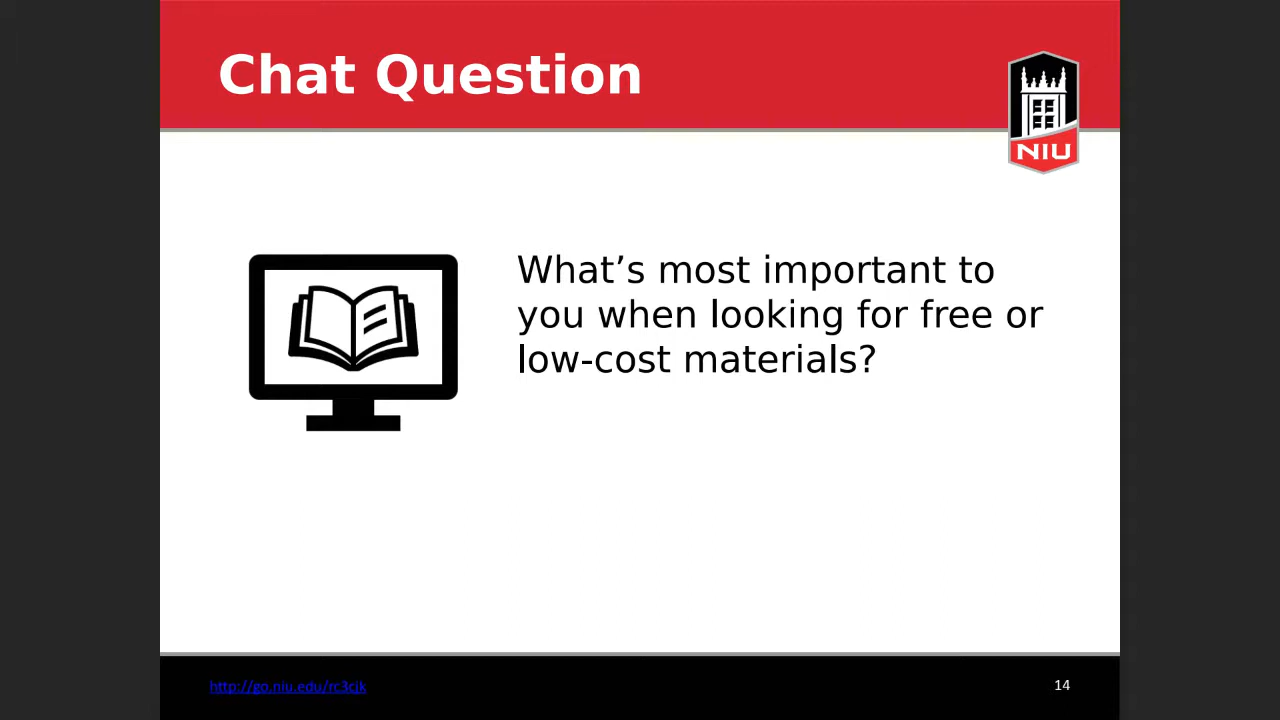 Chat Question
NIU
What’s most important to
you when looking for free or
low-cost materials?
http://go.niu.edu/rc3cjk
14